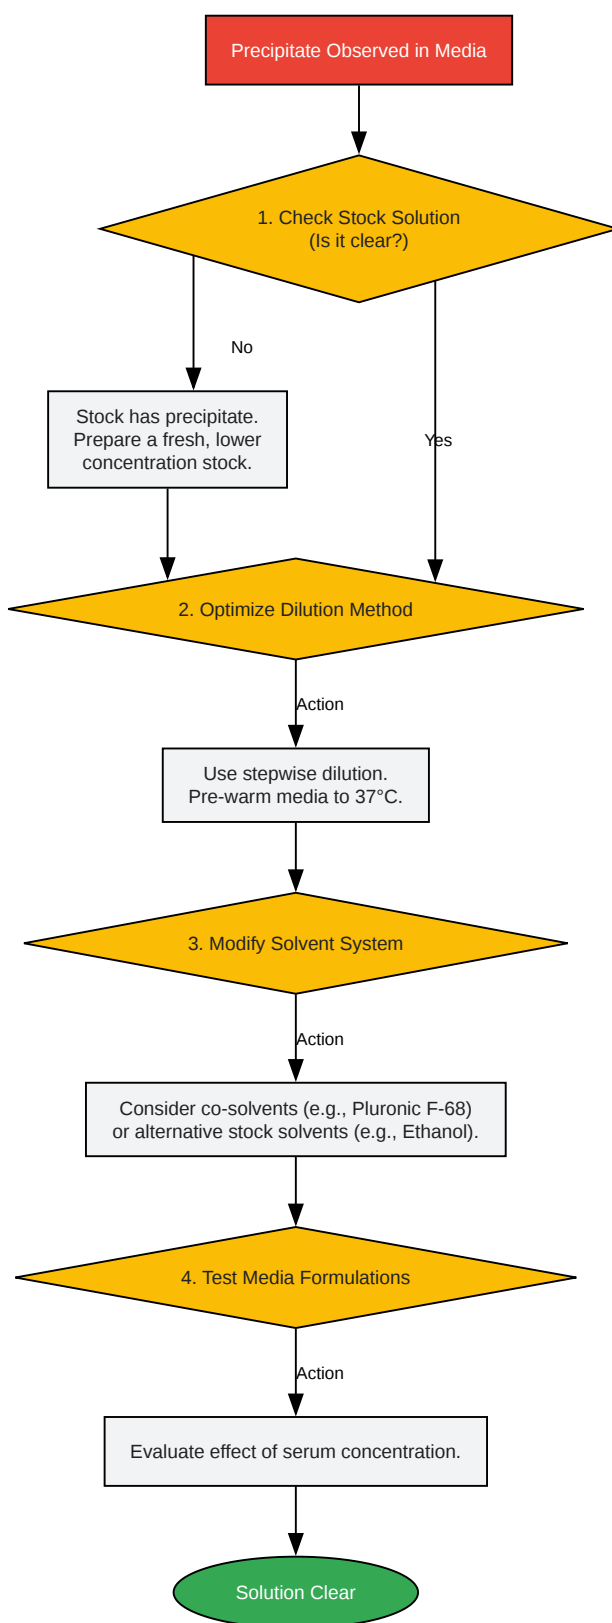 Precipitate Observed in Media
1. Check Stock Solution
(Is it clear?)
No
Stock has precipitate.
Prepare a fresh, lower
concentration stock.
Yes
2. Optimize Dilution Method
Action
Use stepwise dilution.
Pre-warm media to 37°C.
3. Modify Solvent System
Action
Consider co-solvents (e.g., Pluronic F-68)
or alternative stock solvents (e.g., Ethanol).
4. Test Media Formulations
Action
Evaluate effect of serum concentration.
Solution Clear